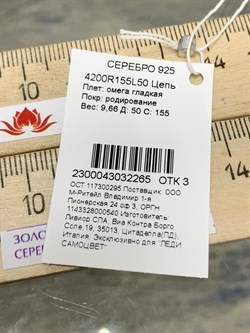 СЕРЕБРО 925
4200R155L50 Цепь
Плет: омега гладкая
Покр: родирование
Вес: 9,66 Д: 50 С: 155
2300043032265 ОТК 3
ОСТ 117300295 Поставщик: ООО
М-Ритейл Владимир 1-я
Пионерская 24 оф 3, ОРГН
1143328000540 Изготовитель
Ливиор СПА, Виа Контра Борго
Ссле,19, 35013, Цитаделла(ПД)
Италия. Эксклюзивно для "ЛЕДИ
САМОЦВЕТ"
ЗОЛО
СЕРЕ